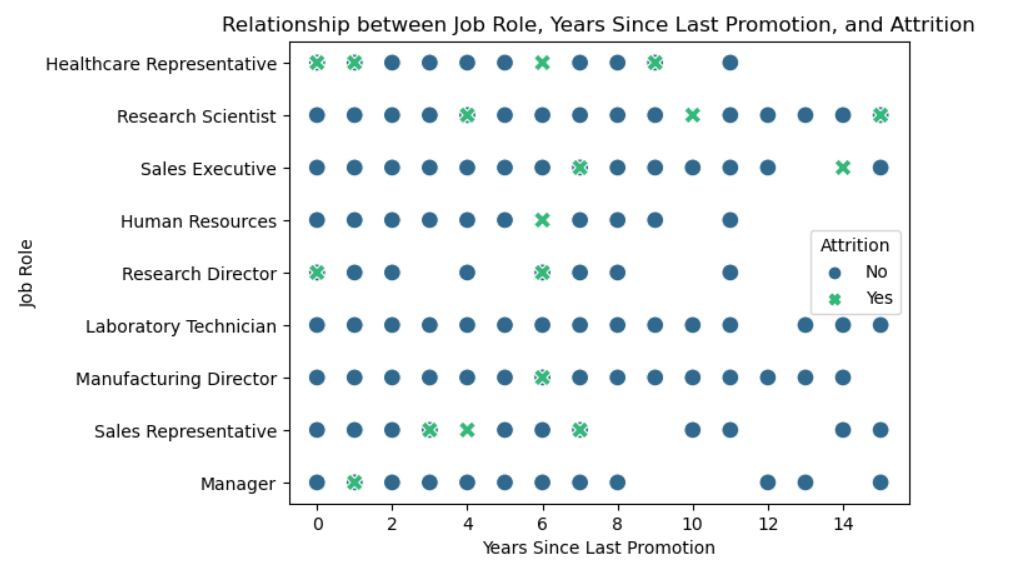 Relationship between Job Role, Years Since Last Promotion, and Attrition
Healthcare Representative
Research Scientist
Sales Executive
Human Resources
Research Director
Laboratory Technician
Manufacturing Director
Sales Representative
Manager
Job Role
Attrition
No
Yes
0 2 4 6 8 10 12 14
Years Since Last Promotion